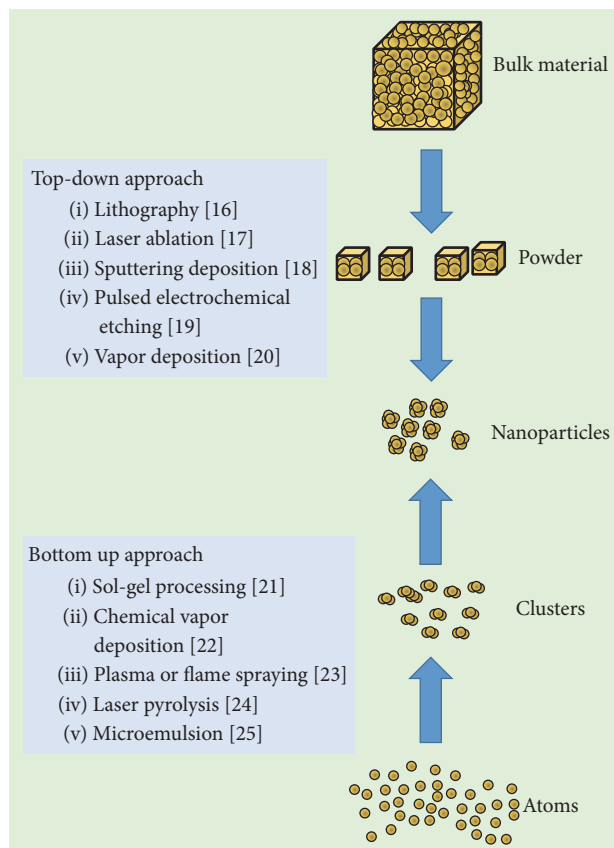 Bulk material
Top-down approach
(i) Lithography [16]
(ii) Laser ablation [17]
(iii) Sputtering deposition [18]
(iv) Pulsed electrochemical
etching [19]
(v) Vapor deposition [20]
Powder
Nanoparticles
Bottom up approach
(i) Sol-gel processing [21]
(ii) Chemical vapor
deposition [22]
(iii) Plasma or flame spraying [23]
(iv) Laser pyrolysis [24]
(v) Microemulsion [25]
Clusters
Atoms